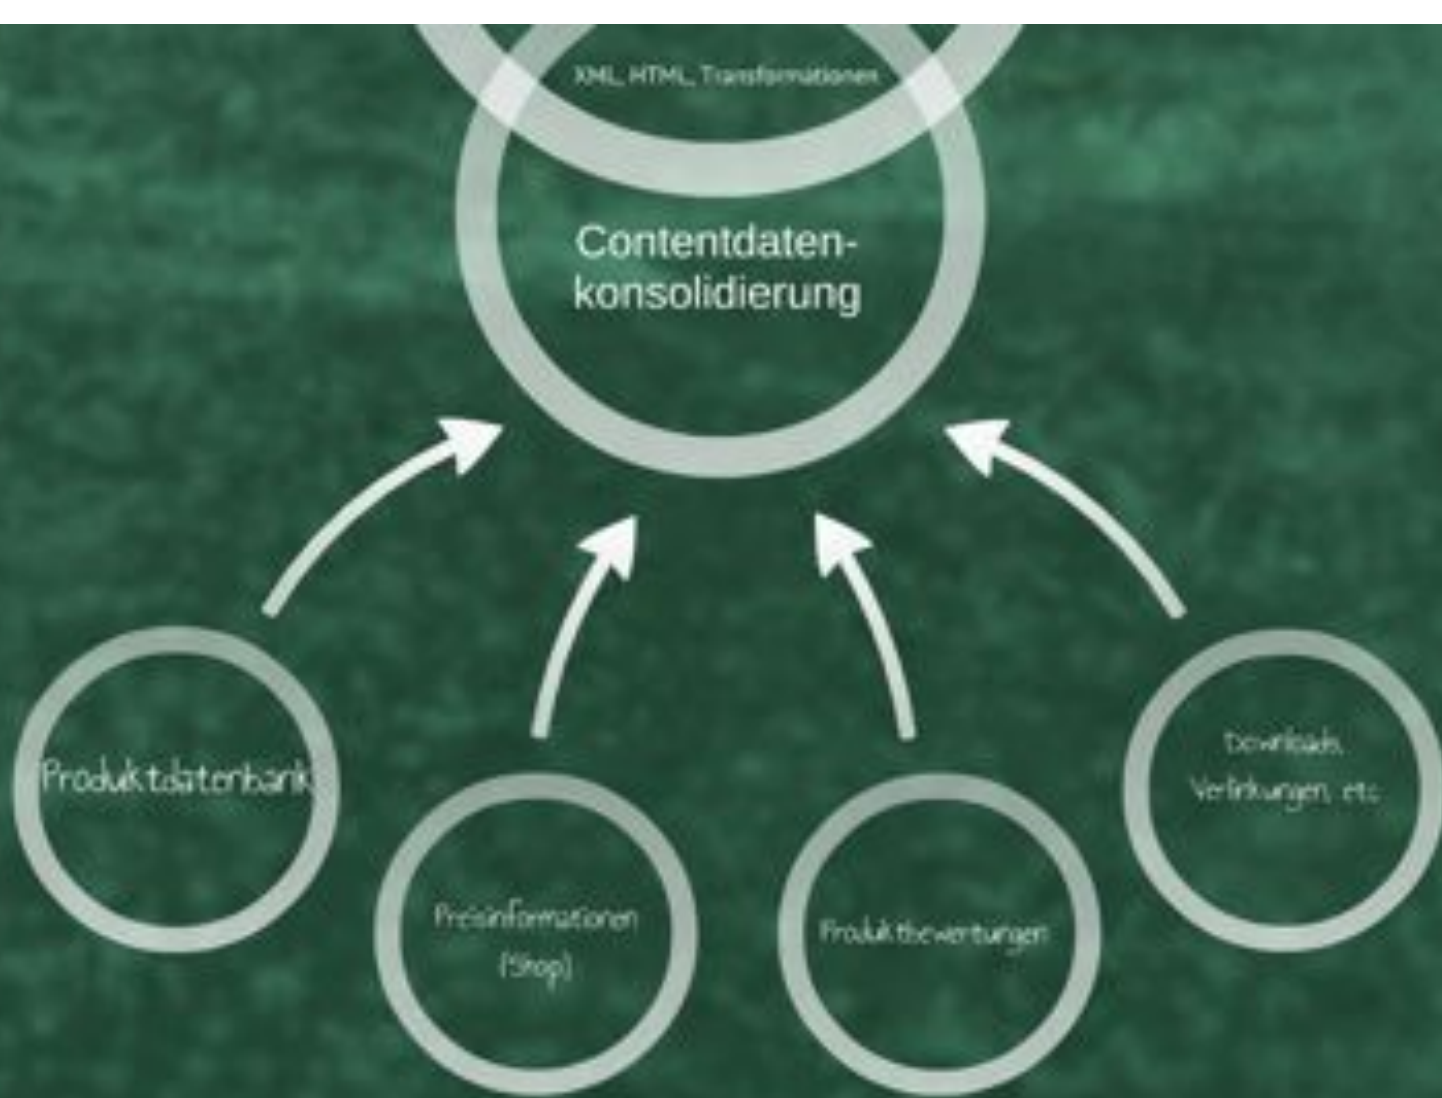 XML, HTML, Transformationen
Contentdaten-
konsolidierung
Produktdatenbank
Preisinformationen
(Shop)
Produktbewertungen
Downloads,
Verlinkungen, etc